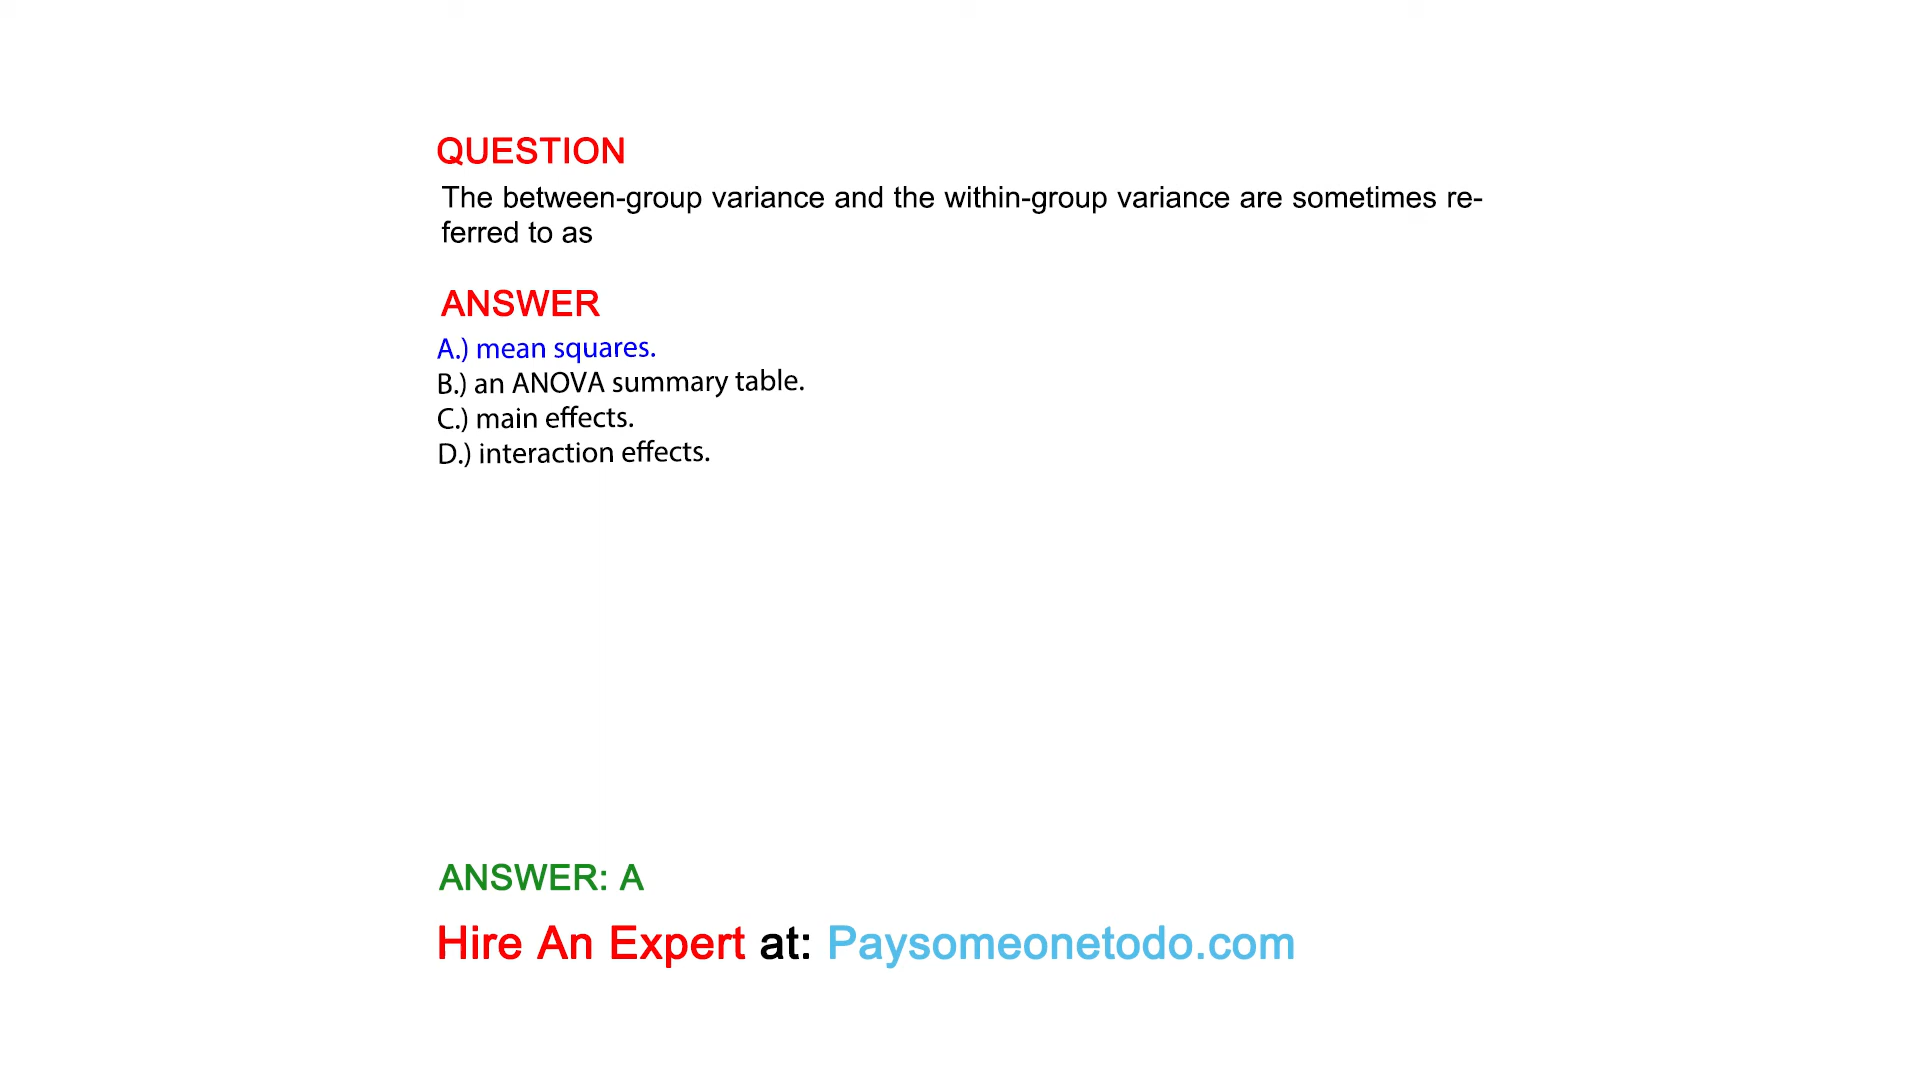 QUESTION
The between-group variance and the within-group variance are sometimes re-
ferred to as
ANSWER
A.) mean squares.
B.) an ANOVA summary table.
C.) main effects.
D.) interaction effects.
ANSWER: A
Hire An Expert at: Paysomeonetodo.com